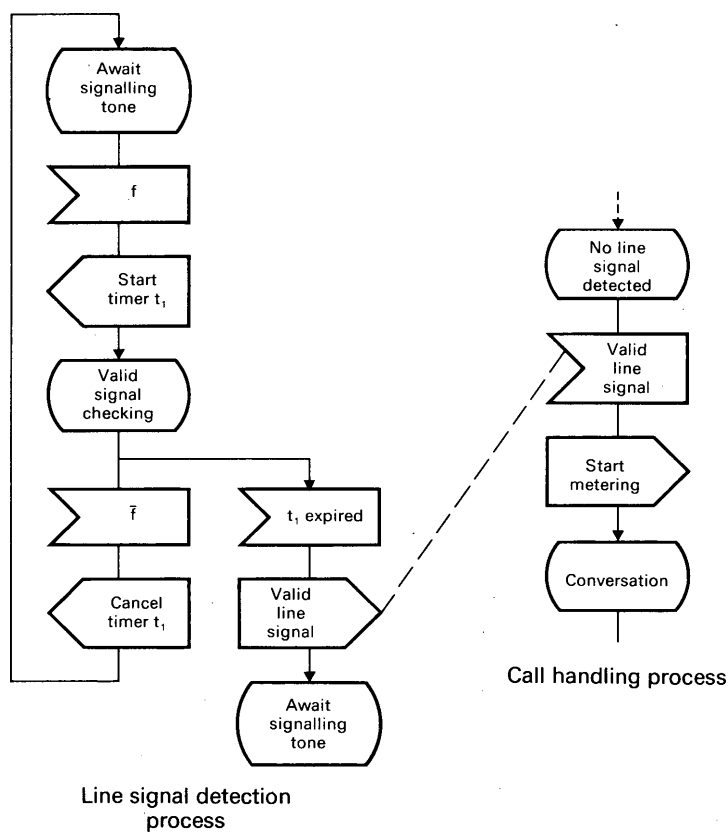 Await
signalling
tone
f
Start
timer t₁
Valid
signal
checking
f̄
Cancel
timer t₁
t₁ expired
Valid
line
signal
Await
signalling
tone
Line signal detection
process
No line
signal
detected
Valid
line
signal
Start
metering
Conversation
Call handling process